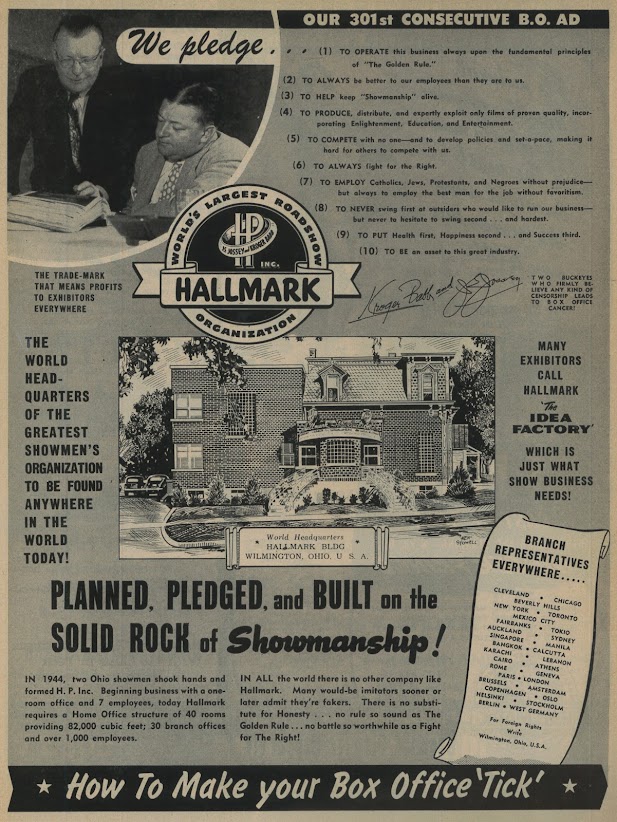 OUR 301st CONSECUTIVE B.O. AD
We pledge . . .
(1) TO OPERATE this business always upon the fundamental principles
of "The Golden Rule."
(2) TO ALWAYS be better to our employees than they are to us.
(3) TO HELP keep "Showmanship" alive.
(4) TO PRODUCE, distribute, and expertly exploit only films of proven quality, incor-
porating Enlightenment, Education, and Entertainment.
(5) TO COMPETE with no one—and to develop policies and set-a-pace, making it
hard for others to compete with us.
(6) TO ALWAYS fight for the Right.
(7) TO EMPLOY Catholics, Jews, Protestants, and Negroes without prejudice—
but always to employ the best man for the job without favoritism.
(8) TO NEVER swing first at outsiders who would like to run our business—
but never to hesitate to swing second . . . and hardest.
(9) TO PUT Health first, Happiness second . . . and Success third.
(10) TO BE an asset to this great industry.
WORLD'S LARGEST ROADSHOW
HP
JOSSEY and KROGER BABB
INC.
HALLMARK
ORGANIZATION
THE TRADE-MARK
THAT MEANS PROFITS
TO EXHIBITORS
EVERYWHERE
Kroger Babb and J.S. Jossey
TWO BUCKEYES
WHO FIRMLY BE-
LIEVE ANY KIND OF
CENSORSHIP LEADS
TO BOX OFFICE
CANCER!
THE
WORLD
HEAD-
QUARTERS
OF THE
GREATEST
SHOWMEN'S
ORGANIZATION
TO BE FOUND
ANYWHERE
IN THE
WORLD
TODAY!
MANY
EXHIBITORS
CALL
HALLMARK
'The
IDEA
FACTORY'
WHICH IS
JUST WHAT
SHOW BUSINESS
NEEDS!
HP
World Headquarters
HALLMARK BLDG
WILMINGTON, OHIO, U. S. A.
BRANCH
REPRESENTATIVES
EVERYWHERE.....
CLEVELAND • CHICAGO
BEVERLY HILLS
NEW YORK • TORONTO
MEXICO CITY
FAIRBANKS • TOKIO
AUCKLAND • SYDNEY
SINGAPORE • MANILA
BANGKOK • CALCUTTA
KARACHI • LEBANON
CAIRO • ATHENS
ROME • GENEVA
PARIS • LONDON
BRUSSELS • AMSTERDAM
COPENHAGEN • OSLO
HELSINKI • STOCKHOLM
BERLIN • WEST GERMANY
For Foreign Rights
Write
Wilmington, Ohio, U.S.A.
PLANNED, PLEDGED, and BUILT on the
SOLID ROCK of Showmanship!
IN 1944, two Ohio showmen shook hands and
formed H. P. Inc. Beginning business with a one-
room office and 7 employees, today Hallmark
requires a Home Office structure of 40 rooms
providing 82,000 cubic feet; 30 branch offices
and over 1,000 employees.
IN ALL the world there is no other company like
Hallmark. Many would-be imitators sooner or
later admit they're fakers. There is no substi-
tute for Honesty . . . no rule so sound as The
Golden Rule . . . no battle so worthwhile as a Fight
for The Right!
★ How To Make your Box Office 'Tick' ★